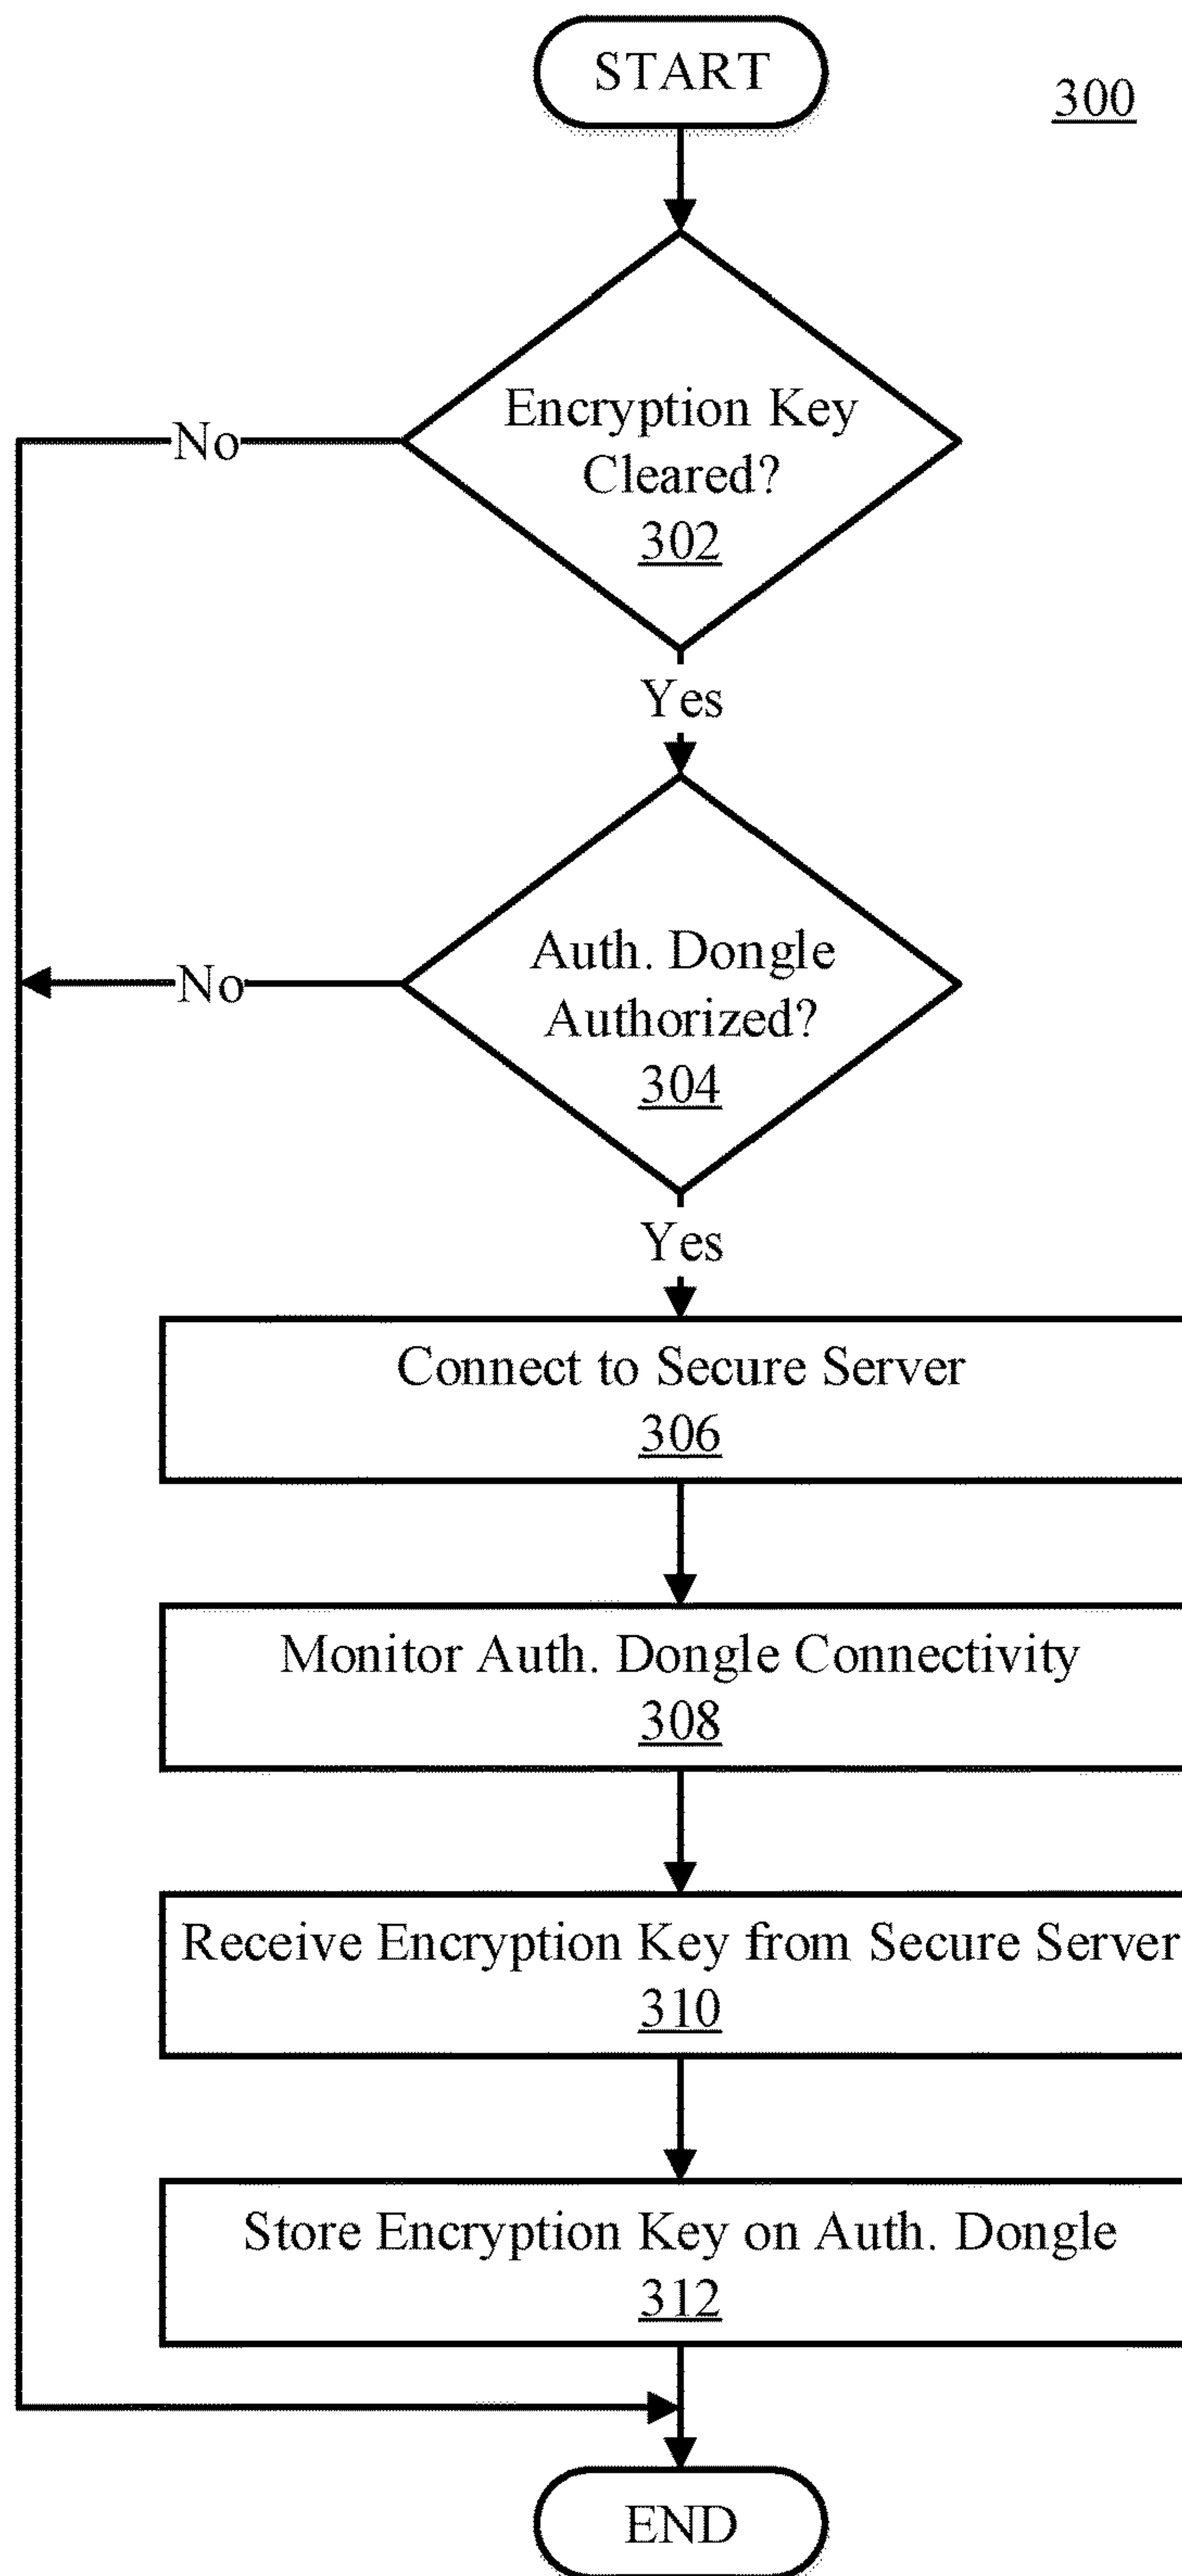 START
300
Encryption Key
Cleared?
302
No
Yes
Auth. Dongle
Authorized?
304
No
Yes
Connect to Secure Server
306
Monitor Auth. Dongle Connectivity
308
Receive Encryption Key from Secure Server
310
Store Encryption Key on Auth. Dongle
312
END